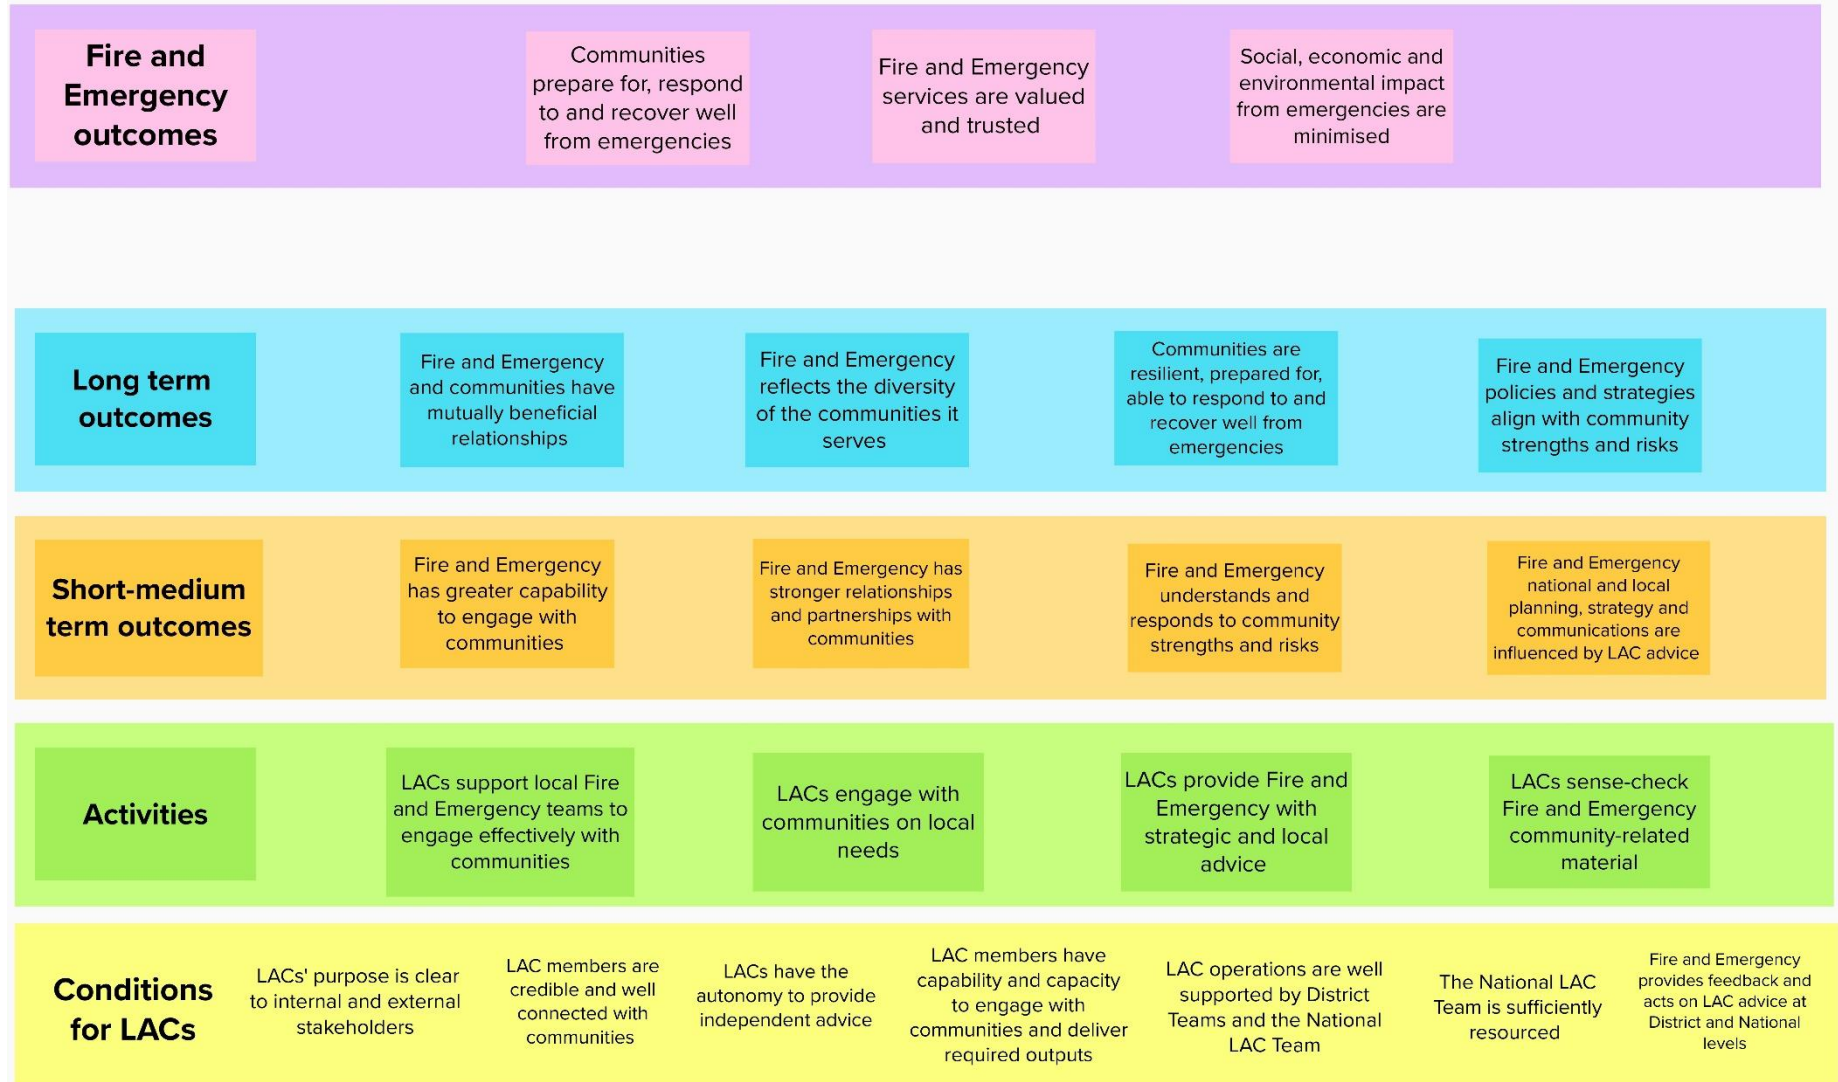 Fire and
Emergency
outcomes
Communities
prepare for, respond
to and recover well
from emergencies
Fire and Emergency
services are valued
and trusted
Social, economic and
environmental impact
from emergencies are
minimised
Long term
outcomes
Fire and Emergency
and communities have
mutually beneficial
relationships
Fire and Emergency
reflects the diversity
of the communities it
serves
Communities are
resilient, prepared for,
able to respond to and
recover well from
emergencies
Fire and Emergency
policies and strategies
align with community
strengths and risks
Short-medium
term outcomes
Fire and Emergency
has greater capability
to engage with
communities
Fire and Emergency has
stronger relationships
and partnerships with
communities
Fire and Emergency
understands and
responds to community
strengths and risks
Fire and Emergency
national and local
planning, strategy and
communications are
influenced by LAC advice
Activities
LACs support local Fire
and Emergency teams to
engage effectively with
communities
LACs engage with
communities on local
needs
LACs provide Fire and
Emergency with
strategic and local
advice
LACs sense-check
Fire and Emergency
community-related
material
Conditions
for LACs
LACs' purpose is clear
to internal and external
stakeholders
LAC members are
credible and well
connected with
communities
LACs have the
autonomy to provide
independent advice
LAC members have
capability and capacity
to engage with
communities and deliver
required outputs
LAC operations are well
supported by District
Teams and the National
LAC Team
The National LAC
Team is sufficiently
resourced
Fire and Emergency
provides feedback and
acts on LAC advice at
District and National
levels